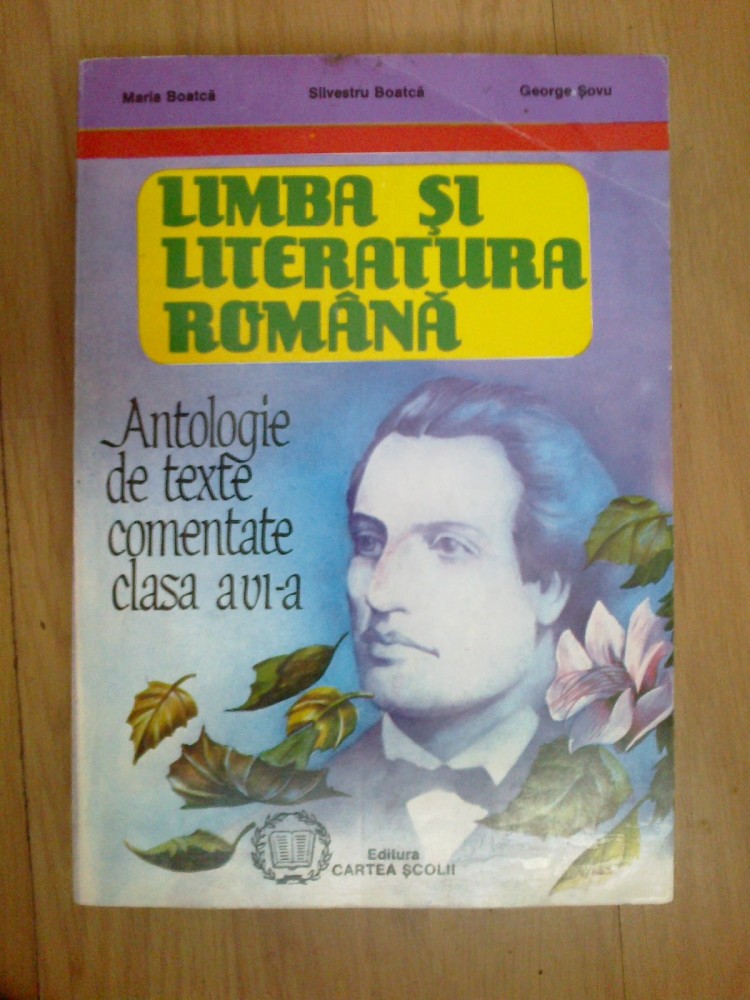 Maria Boatcă Silvestru Boatcă George Șovu
LIMBA ȘI
LITERATURA
ROMÂNĂ
Antologie
de texte
comentate
clasa a VI-a
Editura
CARTEA ȘCOLII